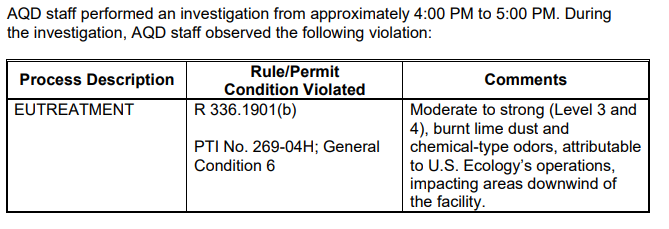 AQD staff performed an investigation from approximately 4:00 PM to 5:00 PM. During
the investigation, AQD staff observed the following violation:
Process Description
Rule/Permit
Condition Violated
Comments
EUTREATMENT
R 336.1901(b)
PTI No. 269-04H; General
Condition 6
Moderate to strong (Level 3 and
4), burnt lime dust and
chemical-type odors, attributable
to U.S. Ecology’s operations,
impacting areas downwind of
the facility.